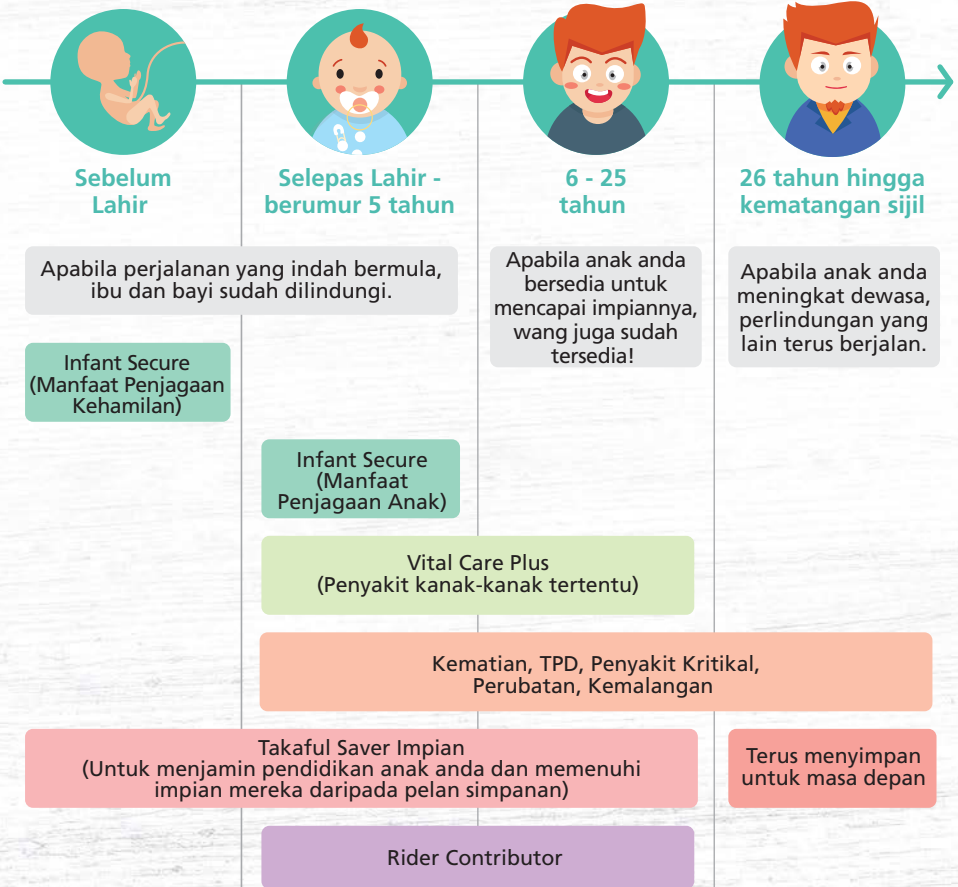 Sebelum
Lahir
Selepas Lahir -
berumur 5 tahun
6 - 25
tahun
26 tahun hingga
kematangan sijil
Apabila perjalanan yang indah bermula,
ibu dan bayi sudah dilindungi.
Apabila anak anda
bersedia untuk
mencapai impiannya,
wang juga sudah
tersedia!
Apabila anak anda
meningkat dewasa,
perlindungan yang
lain terus berjalan.
Infant Secure
(Manfaat Penjagaan
Kehamilan)
Infant Secure
(Manfaat
Penjagaan Anak)
Vital Care Plus
(Penyakit kanak-kanak tertentu)
Kematian, TPD, Penyakit Kritikal,
Perubatan, Kemalangan
Takaful Saver Impian
(Untuk menjamin pendidikan anak anda dan memenuhi
impian mereka daripada pelan simpanan)
Terus menyimpan
untuk masa depan
Rider Contributor